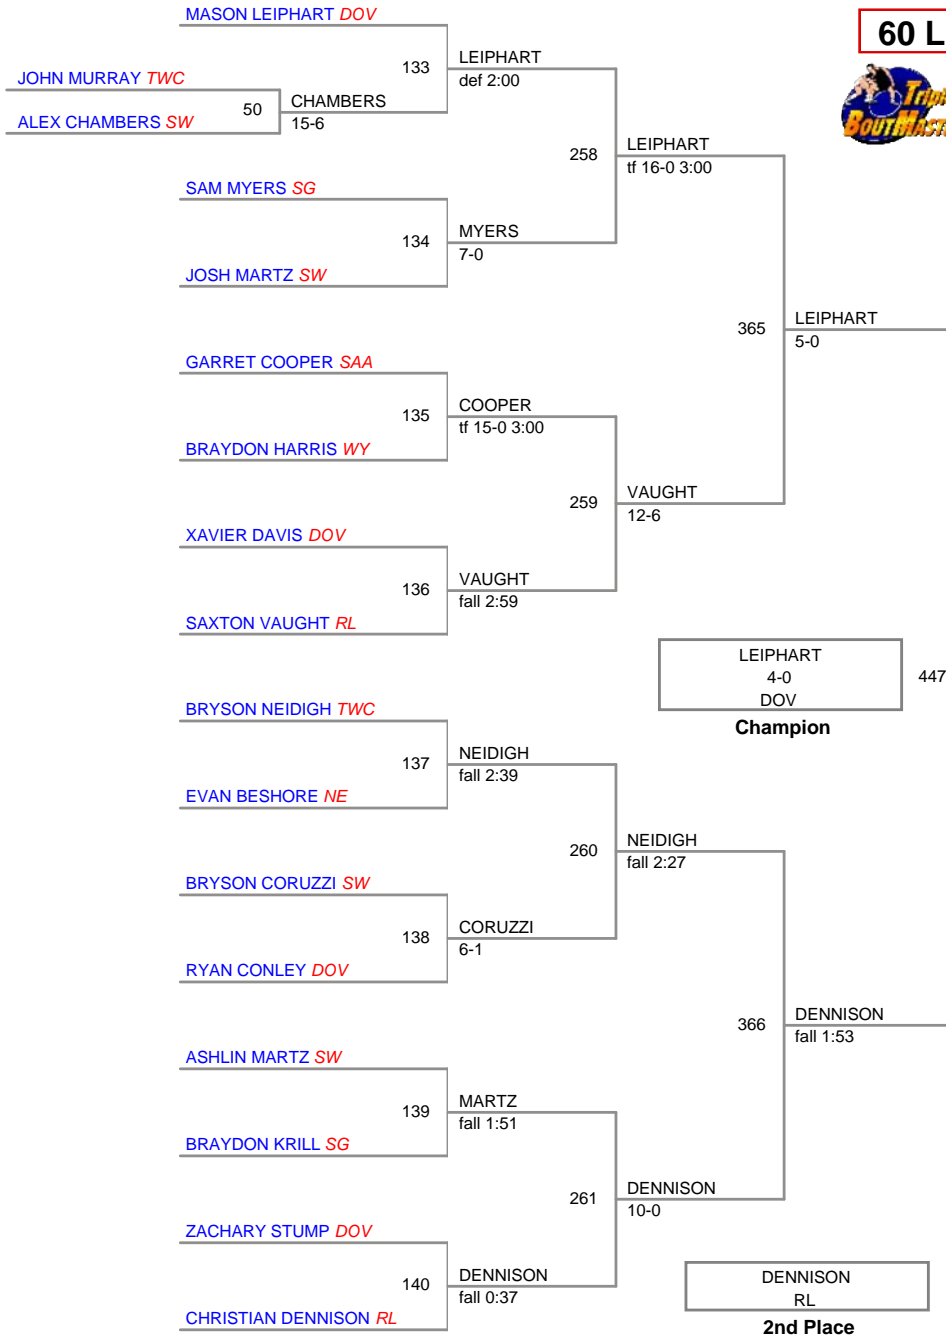 MASON LEIPHART DOV
60 L
133
LEIPHART
def 2:00
JOHN MURRAY TWC
50
CHAMBERS
15-6
ALEX CHAMBERS SW
258
LEIPHART
tf 16-0 3:00
SAM MYERS SG
134
MYERS
7-0
JOSH MARTZ SW
365
LEIPHART
5-0
GARRET COOPER SAA
135
COOPER
tf 15-0 3:00
BRAYDON HARRIS WY
259
VAUGHT
12-6
XAVIER DAVIS DOV
136
VAUGHT
fall 2:59
SAXTON VAUGHT RL
LEIPHART
4-0
DOV
447
Champion
BRYSON NEIDIGH TWC
137
NEIDIGH
fall 2:39
EVAN BESHORE NE
260
NEIDIGH
fall 2:27
BRYSON CORUZZI SW
138
CORUZZI
6-1
RYAN CONLEY DOV
366
DENNISON
fall 1:53
ASHLIN MARTZ SW
139
MARTZ
fall 1:51
BRAYDON KRILL SG
261
DENNISON
10-0
ZACHARY STUMP DOV
140
DENNISON
fall 0:37
CHRISTIAN DENNISON RL
DENNISON
RL
2nd Place